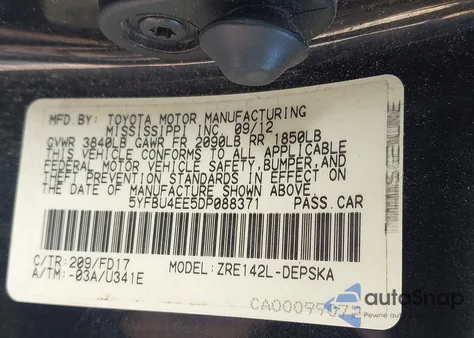 MFD. BY: TOYOTA MOTOR MANUFACTURING
MISSISSIPPI INC. 09/12
GVWR 3840LB GAWR FR 2090LB RR 1850LB
THIS VEHICLE CONFORMS TO ALL APPLICABLE
FEDERAL MOTOR VEHICLE SAFETY, BUMPER, AND
THEFT PREVENTION STANDARDS IN EFFECT ON
THE DATE OF MANUFACTURE SHOWN ABOVE.
5YFBU4EE5DP088371 PASS. CAR
C/TR: 209/FD17 MODEL: ZRE142L-DEPSKA
A/TM: -03A/U341E
CA00099072
GENUINE
autoSnap